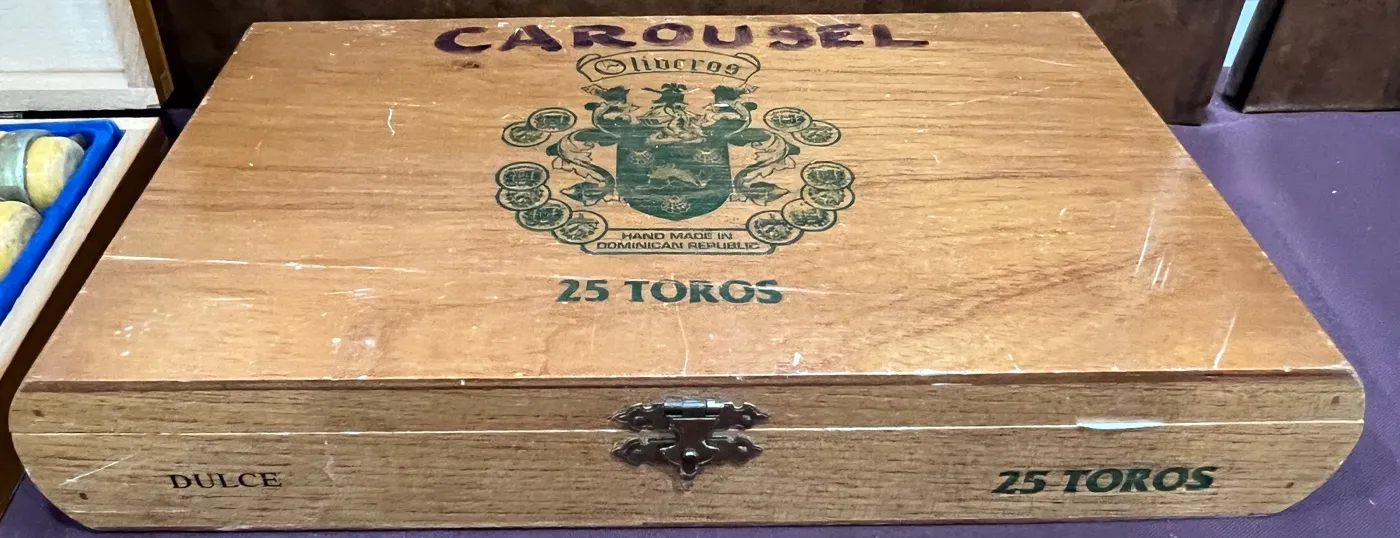 CAROUSEL
Oliveros
HAND MADE IN
DOMINICAN REPUBLIC
25 TOROS
DULCE
25 TOROS